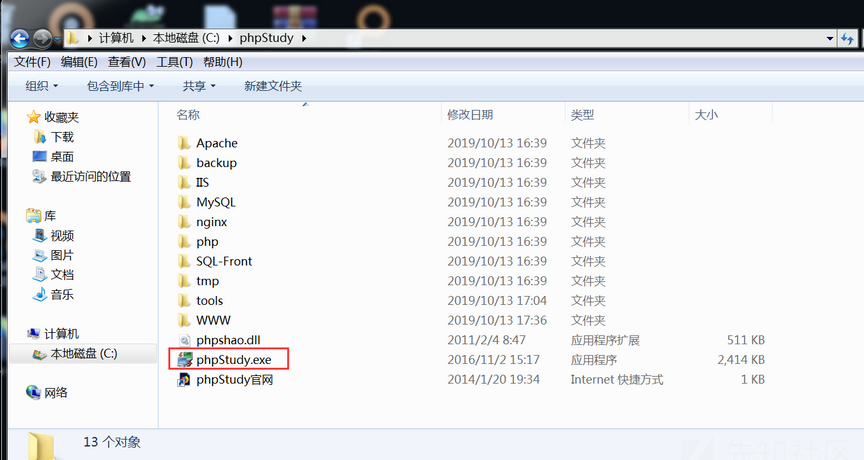 计算机 本地磁盘 (C:) phpStudy
文件(F) 编辑(E) 查看(V) 工具(T) 帮助(H)
组织 包含到库中 共享 新建文件夹
名称 修改日期 类型 大小
收藏夹
下载
桌面
最近访问的位置
库
视频
图片
文档
音乐
计算机
本地磁盘 (C:)
网络
Apache 2019/10/13 16:39 文件夹
backup 2019/10/13 16:39 文件夹
IIS 2019/10/13 16:39 文件夹
MySQL 2019/10/13 16:39 文件夹
nginx 2019/10/13 16:39 文件夹
php 2019/10/13 16:39 文件夹
SQL-Front 2019/10/13 16:39 文件夹
tmp 2019/10/13 16:39 文件夹
tools 2019/10/13 17:04 文件夹
WWW 2019/10/13 17:36 文件夹
phpshao.dll 2011/2/4 8:47 应用程序扩展 511 KB
phpStudy.exe 2016/11/2 15:17 应用程序 2,414 KB
phpStudy官网 2014/1/20 19:34 Internet 快捷方式 1 KB
13 个对象